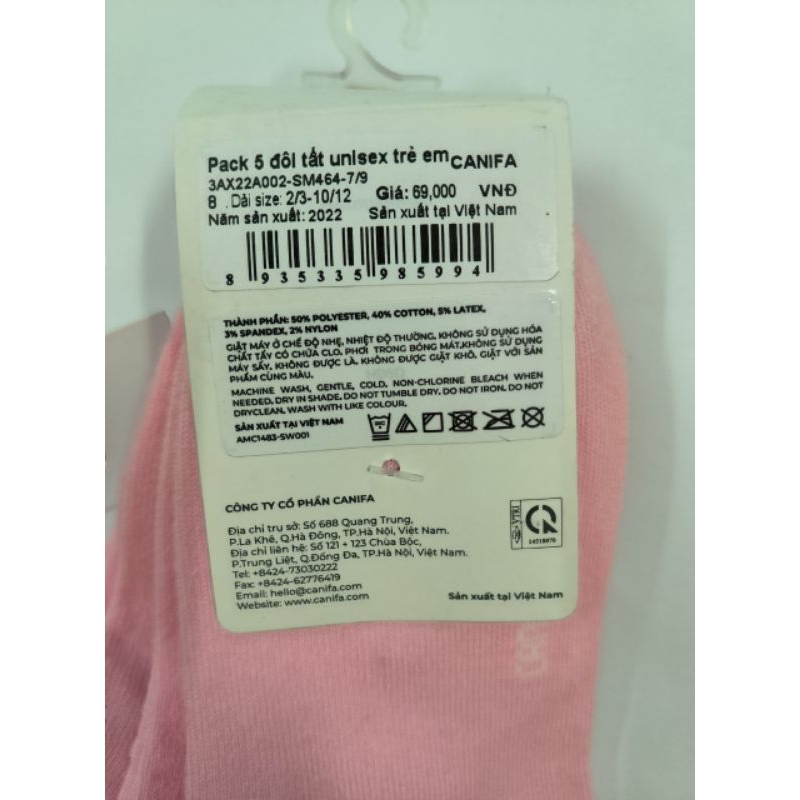 Pack 5 đôi tất unisex trẻ em CANIFA
3AX22A002-SM464-7/9
8 . Dải size: 2/3-10/12 Giá: 69,000 VNĐ
Năm sản xuất: 2022 Sản xuất tại Việt Nam
8 935335 985994
THÀNH PHẦN: 50% POLYESTER, 40% COTTON, 5% LATEX,
3% SPANDEX, 2% NYLON
GIẶT MÁY Ở CHẾ ĐỘ NHẸ, NHIỆT ĐỘ THƯỜNG. KHÔNG SỬ DỤNG HÓA
CHẤT TẨY CÓ CHỨA CLO. PHƠI TRONG BÓNG MÁT.KHÔNG SỬ DỤNG
MÁY SẤY. KHÔNG ĐƯỢC LÀ. KHÔNG ĐƯỢC GIẶT KHÔ. GIẶT VỚI SẢN
PHẨM CÙNG MÀU.
MACHINE WASH, GENTLE, COLD. NON-CHLORINE BLEACH WHEN
NEEDED. DRY IN SHADE. DO NOT TUMBLE DRY. DO NOT IRON. DO NOT
DRYCLEAN. WASH WITH LIKE COLOUR.
SẢN XUẤT TẠI VIỆT NAM
AMC1483-SW001
CÔNG TY CỔ PHẦN CANIFA
Địa chỉ trụ sở: Số 688 Quang Trung,
P.La Khê, Q.Hà Đông, TP.Hà Nội, Việt Nam.
Địa chỉ liên hệ: Số 121 + 123 Chùa Bộc,
P.Trung Liệt, Q.Đống Đa, TP.Hà Nội, Việt Nam.
Tel: +8424-73030222
Fax: +8424-62776419
Email: hello@canifa.com
Website: www.canifa.com
Sản xuất tại Việt Nam